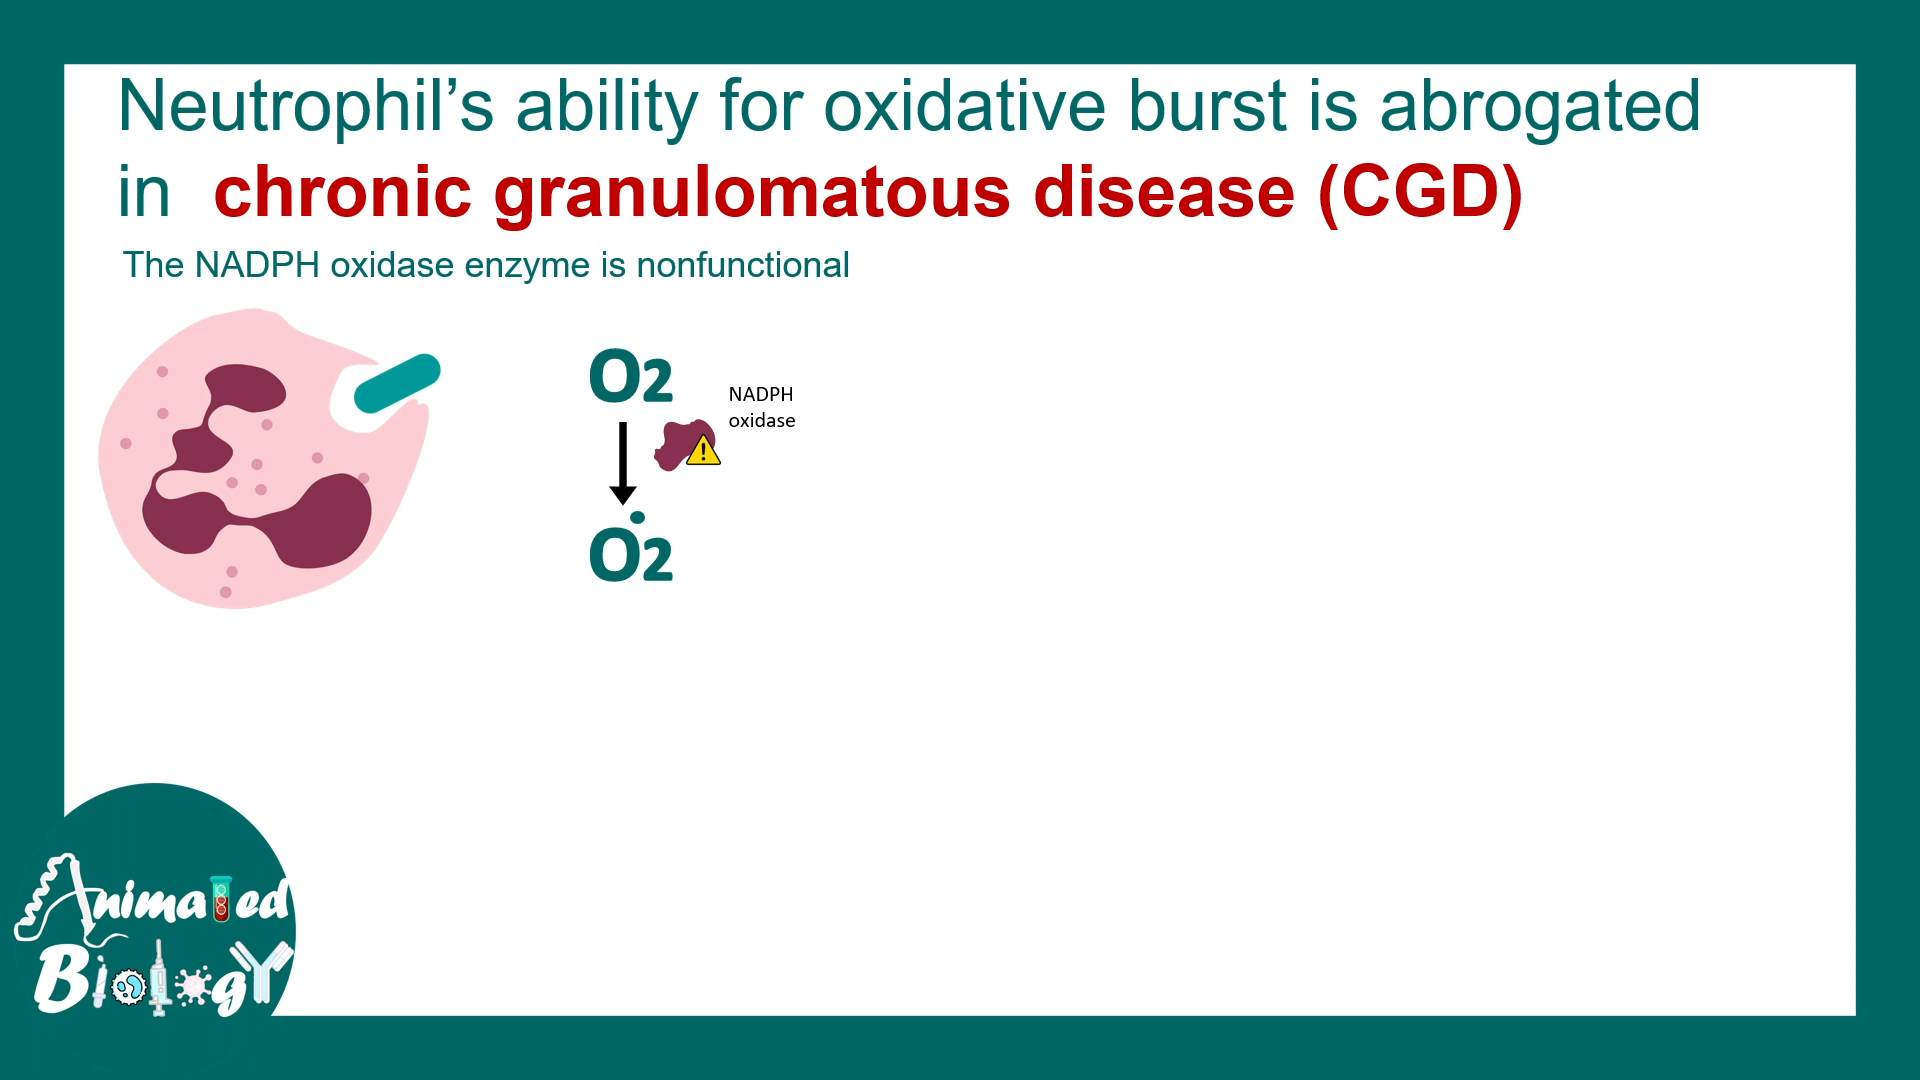 Neutrophil’s ability for oxidative burst is abrogated
in chronic granulomatous disease (CGD)
The NADPH oxidase enzyme is nonfunctional
O2
NADPH
oxidase
O2
Animated
Biology